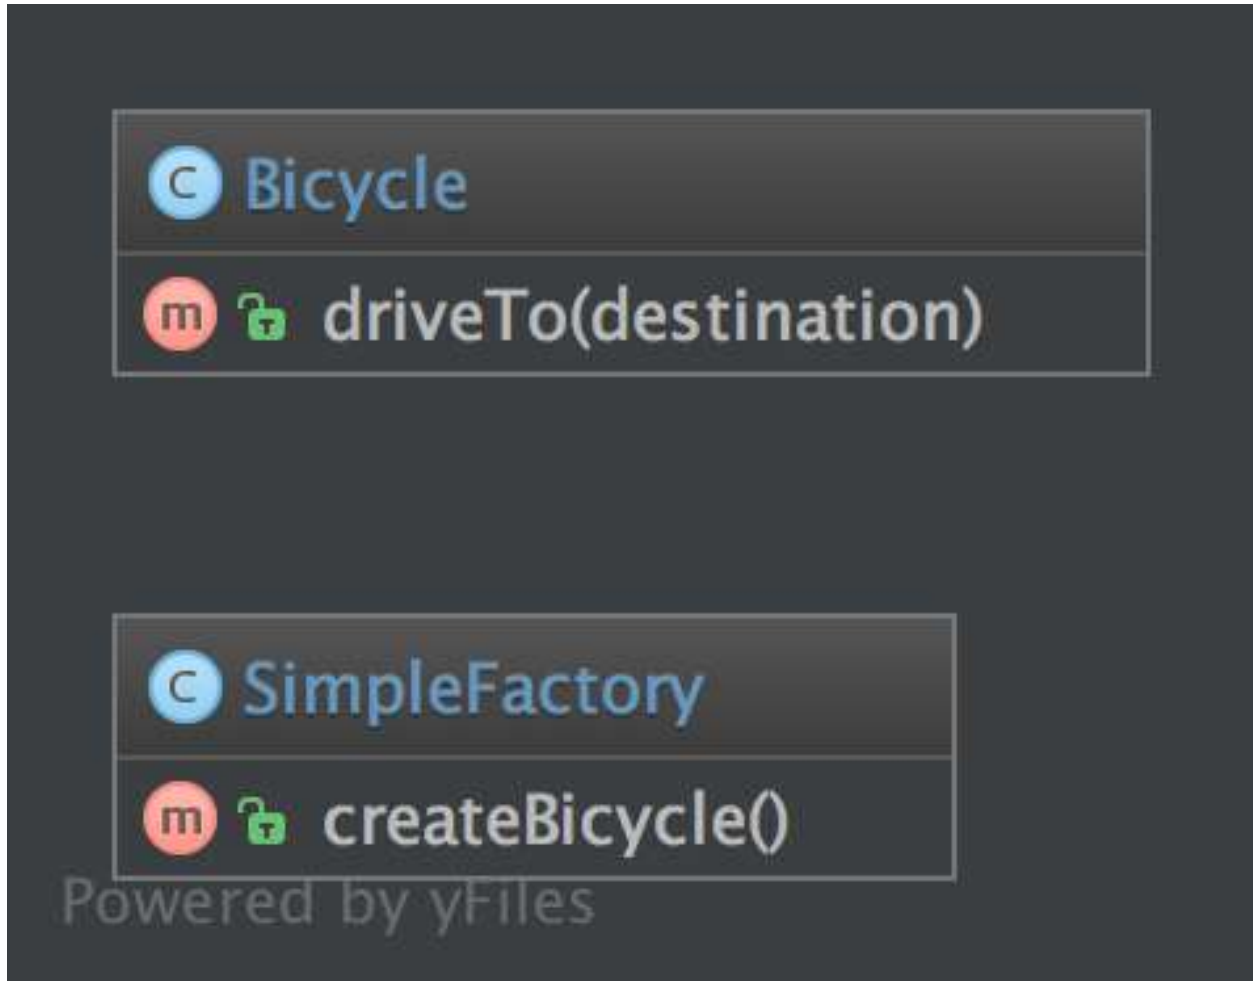 C Bicycle
m driveTo(destination)
C SimpleFactory
m createBicycle()
Powered by yFiles